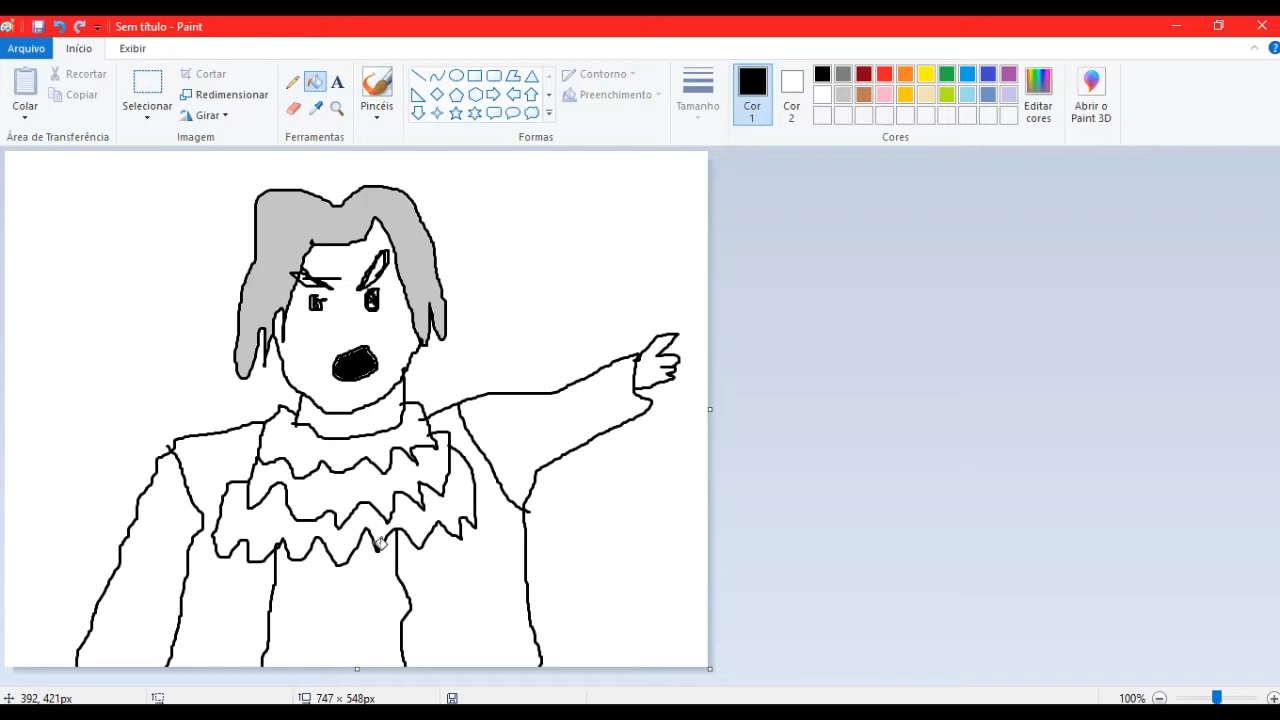 Sem título - Paint
Arquivo Início Exibir
Colar
Recortar
Copiar
Área de Transferência
Selecionar
Cortar
Redimensionar
Girar
Imagem
A
Ferramentas
Pincéis
Contorno
Preenchimento
Formas
Tamanho
Cor
1
Cor
2
Editar
cores
Cores
Abrir o
Paint 3D
392, 421px
747 × 548px
100%